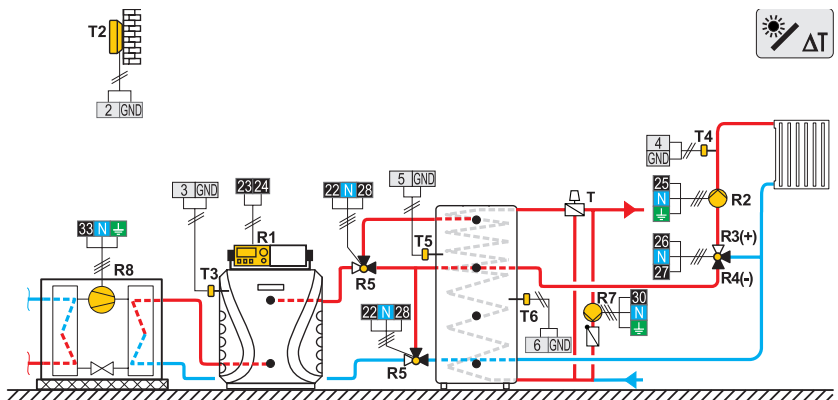 T2
2 GND
ΔT
4
GND
T4
25
N
R2
3 GND
23 24
22 N 28
5 GND
T
33 N
R1
T5
26
27
R3(+)
R4(-)
R8
T3
R5
22 N 28
T6
R7
30
N
6 GND
R5